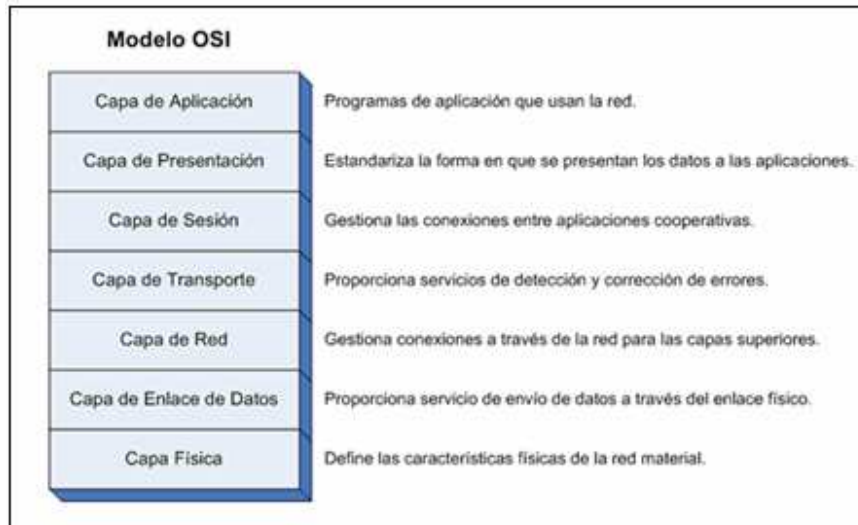 Modelo OSI
Capa de Aplicación
Programas de aplicación que usan la red.
Capa de Presentación
Estandariza la forma en que se presentan los datos a las aplicaciones.
Capa de Sesión
Gestiona las conexiones entre aplicaciones cooperativas.
Capa de Transporte
Proporciona servicios de detección y corrección de errores.
Capa de Red
Gestiona conexiones a través de la red para las capas superiores.
Capa de Enlace de Datos
Proporciona servicio de envío de datos a través del enlace físico.
Capa Física
Define las características físicas de la red material.